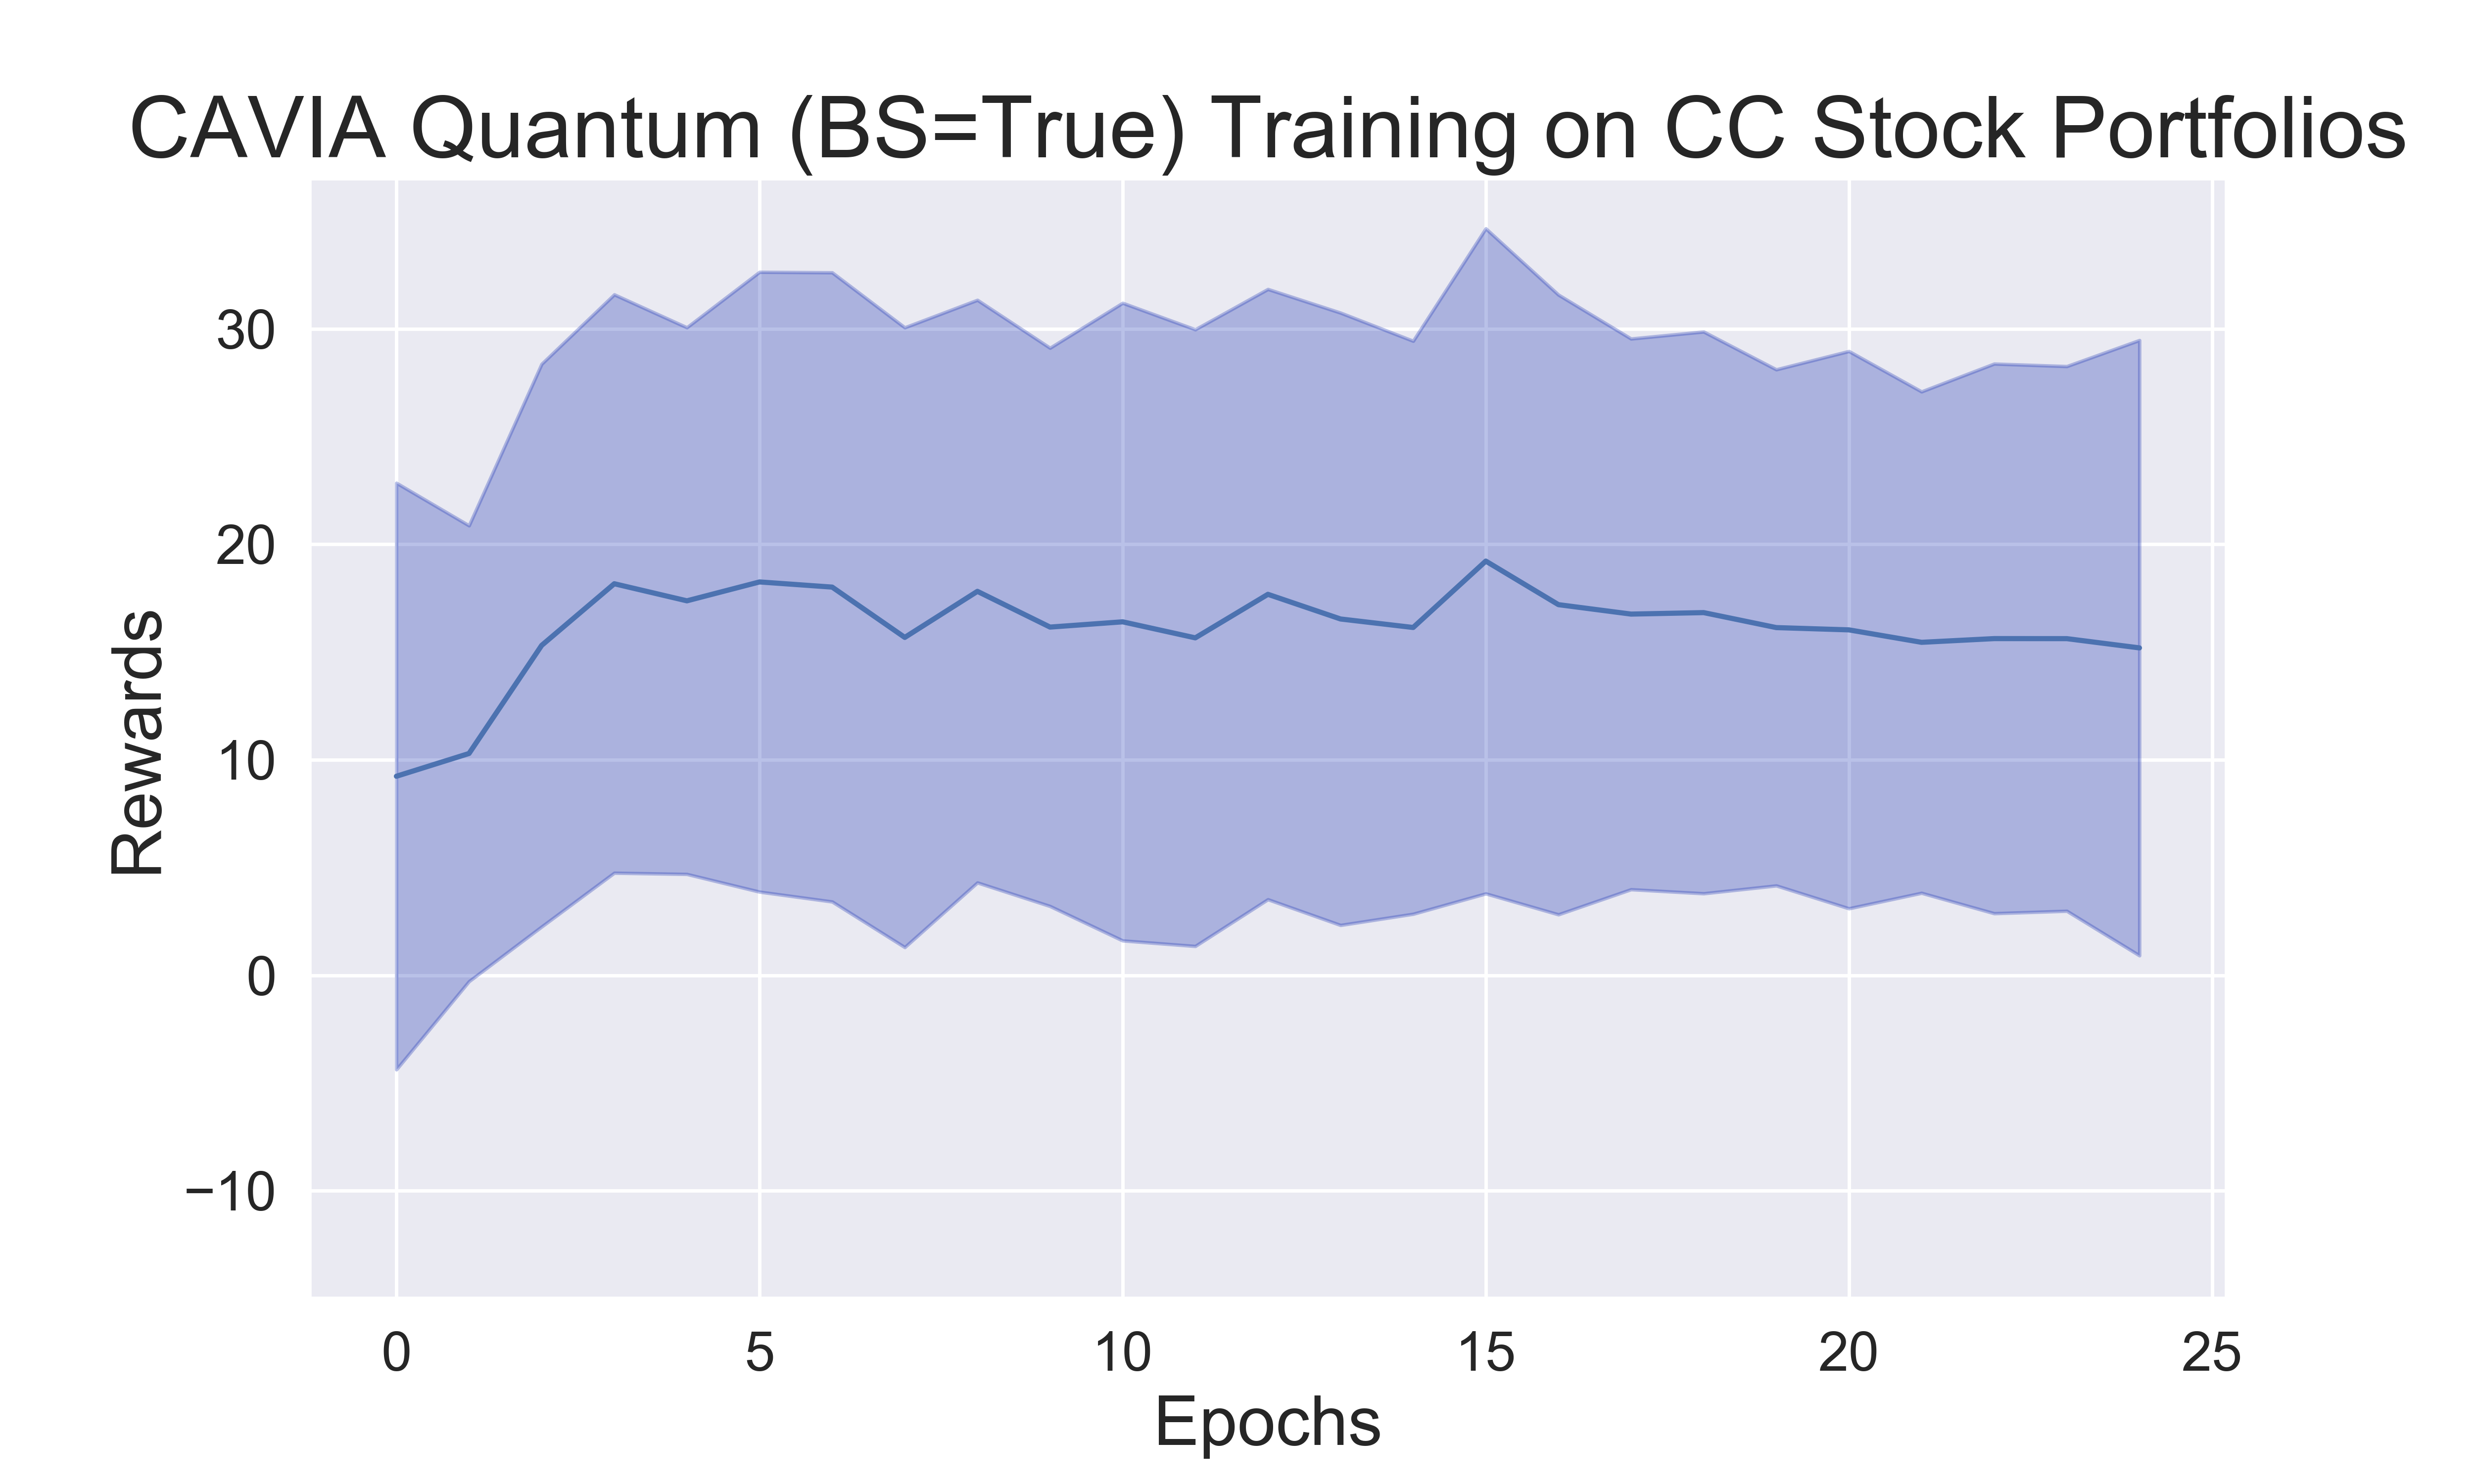 CAVIA Quantum (BS=True) Training on CC Stock Portfolios
Rewards
30
20
10
0
−10
0 5 10 15 20 25
Epochs